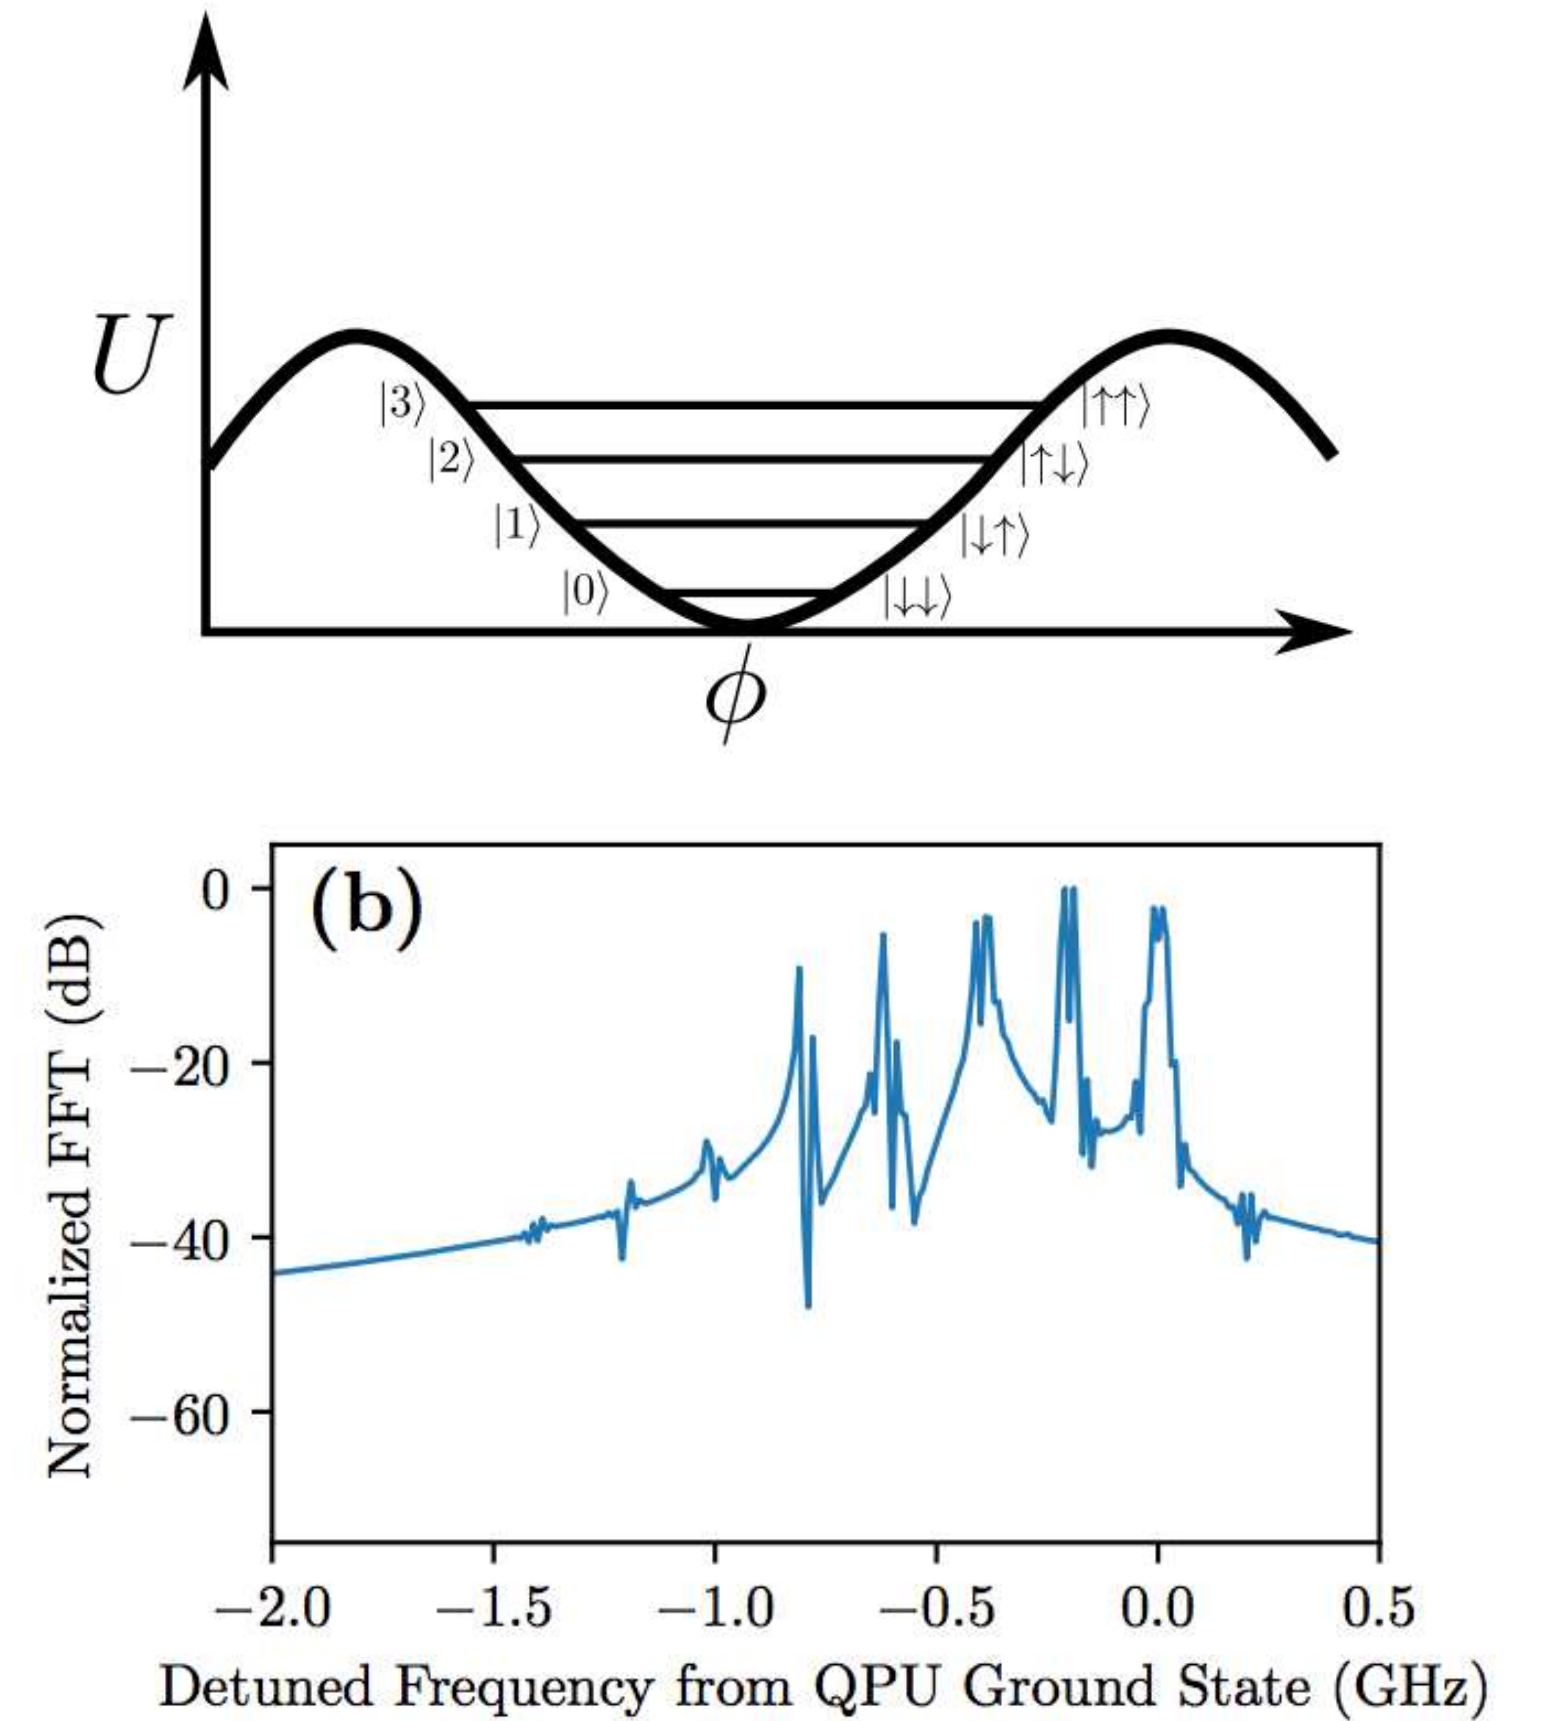 U
|3⟩ |↑↑⟩
|2⟩ |↑↓⟩
|1⟩ |↓↑⟩
|0⟩ |↓↓⟩
ϕ
(b)
Normalized FFT (dB)
0
−20
−40
−60
−2.0 −1.5 −1.0 −0.5 0.0 0.5
Detuned Frequency from QPU Ground State (GHz)